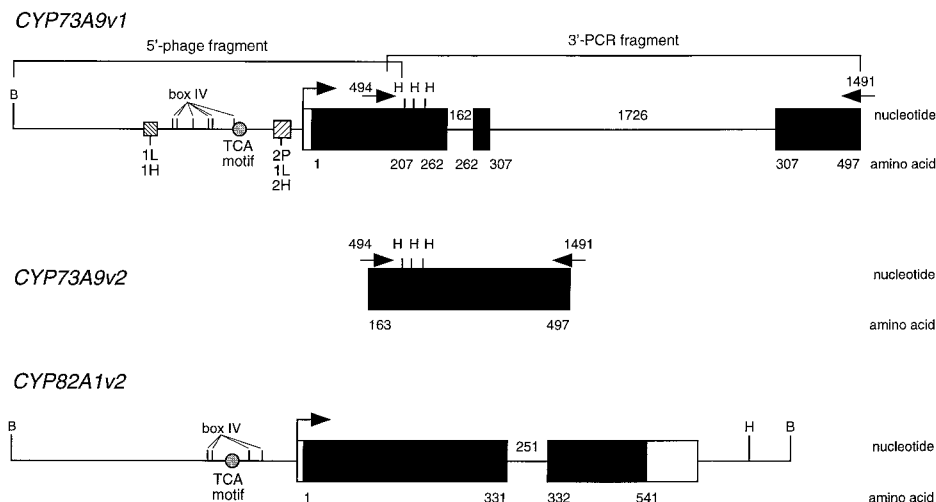 CYP73A9v1
5'-phage fragment
3'-PCR fragment
B
box IV
494
H H H
1491
162
1726
nucleotide
TCA
motif
1L
1H
2P
1L
2H
1
207
262
262
307
307
497
amino acid
CYP73A9v2
494
H H H
1491
nucleotide
163
497
amino acid
CYP82A1v2
B
box IV
251
H
B
nucleotide
TCA
motif
1
331
332
541
amino acid